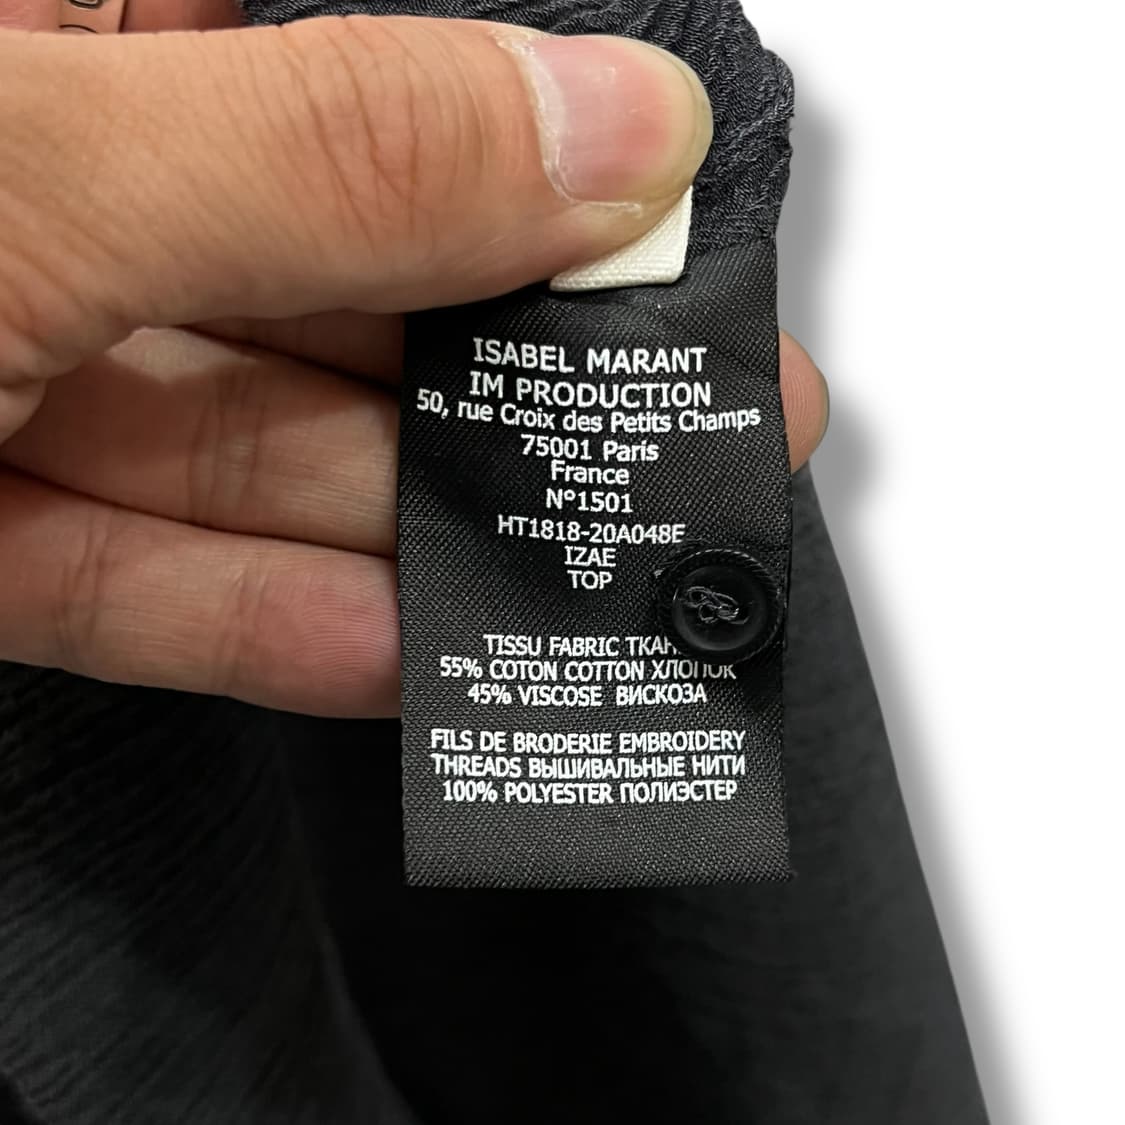 ISABEL MARANT
IM PRODUCTION
50, rue Croix des Petits Champs
75001 Paris
France
N°1501
HT1818-20A048E
IZAE
TOP
TISSU FABRIC
55% COTON COTTON ХЛОПОК
45% VISCOSE ВИСКОЗА
FILS DE BRODERIE EMBROIDERY
THREADS ВЫШИВАЛЬНЫЕ НИТИ
100% POLYESTER ПОЛИЭСТЕР